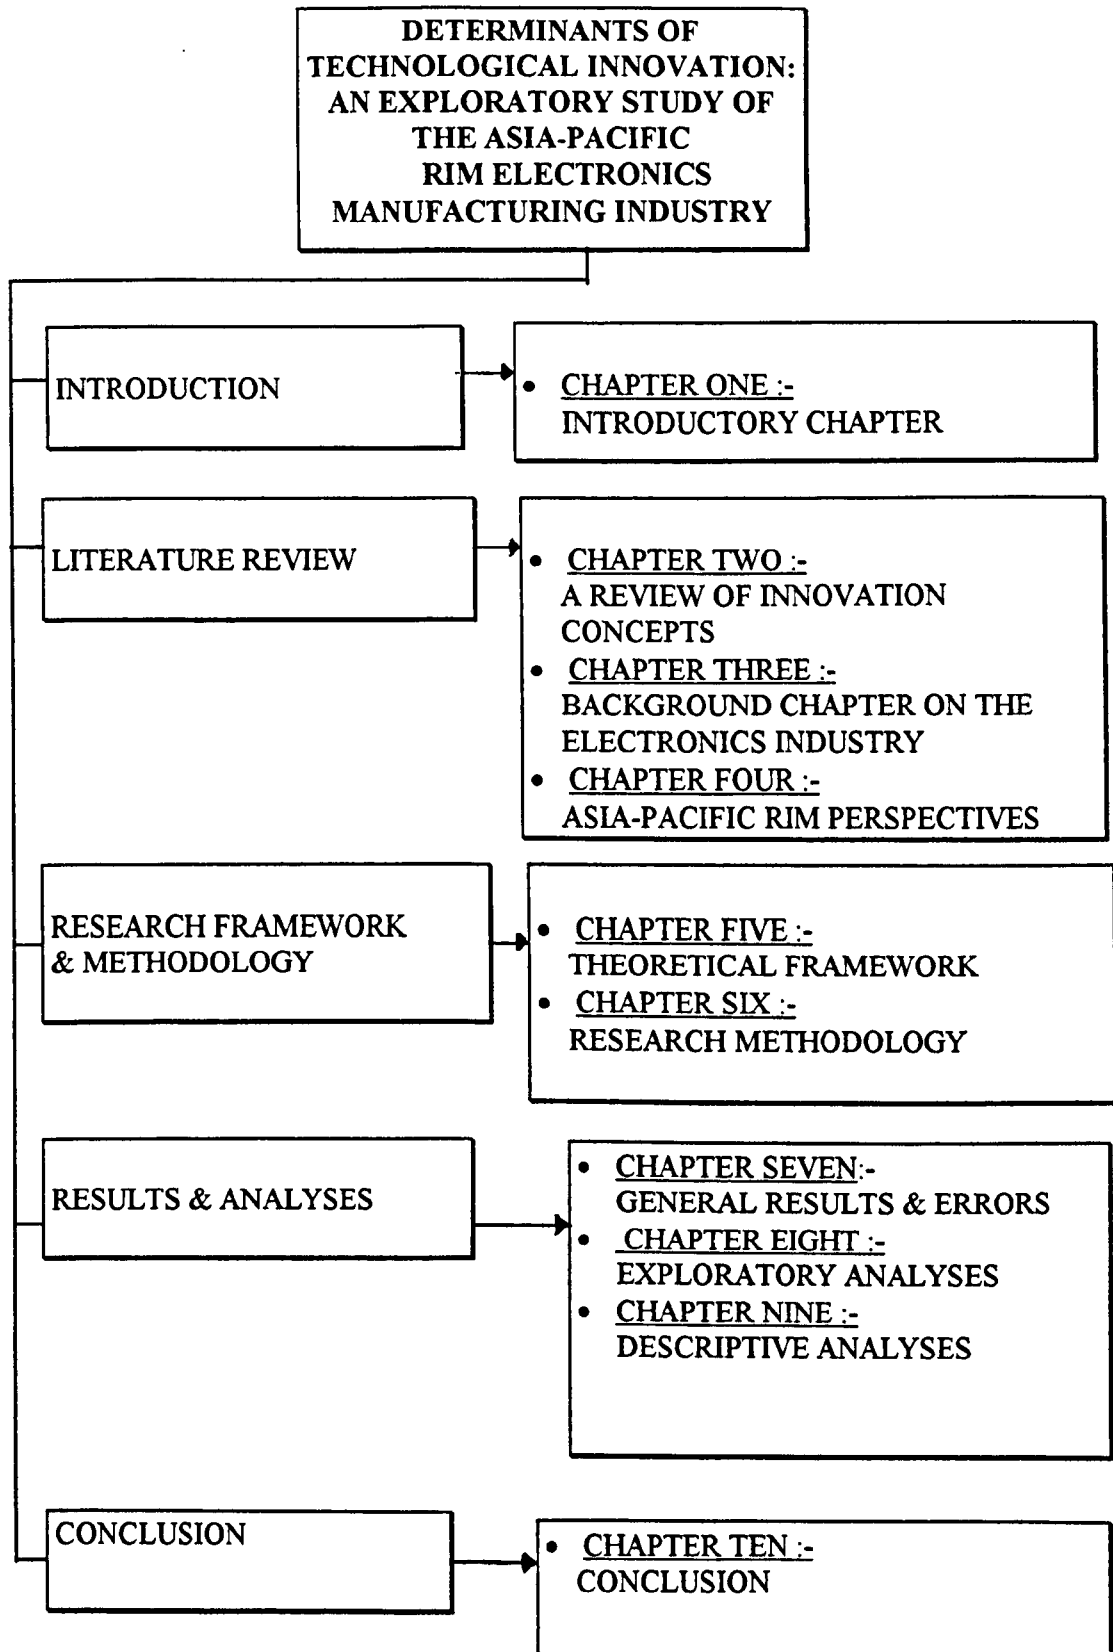 DETERMINANTS OF
TECHNOLOGICAL INNOVATION:
AN EXPLORATORY STUDY OF
THE ASIA-PACIFIC
RIM ELECTRONICS
MANUFACTURING INDUSTRY
INTRODUCTION
• CHAPTER ONE :-
INTRODUCTORY CHAPTER
LITERATURE REVIEW
• CHAPTER TWO :-
A REVIEW OF INNOVATION
CONCEPTS
• CHAPTER THREE :-
BACKGROUND CHAPTER ON THE
ELECTRONICS INDUSTRY
• CHAPTER FOUR :-
ASIA-PACIFIC RIM PERSPECTIVES
RESEARCH FRAMEWORK
& METHODOLOGY
• CHAPTER FIVE :-
THEORETICAL FRAMEWORK
• CHAPTER SIX :-
RESEARCH METHODOLOGY
RESULTS & ANALYSES
• CHAPTER SEVEN:-
GENERAL RESULTS & ERRORS
• CHAPTER EIGHT :-
EXPLORATORY ANALYSES
• CHAPTER NINE :-
DESCRIPTIVE ANALYSES
CONCLUSION
• CHAPTER TEN :-
CONCLUSION